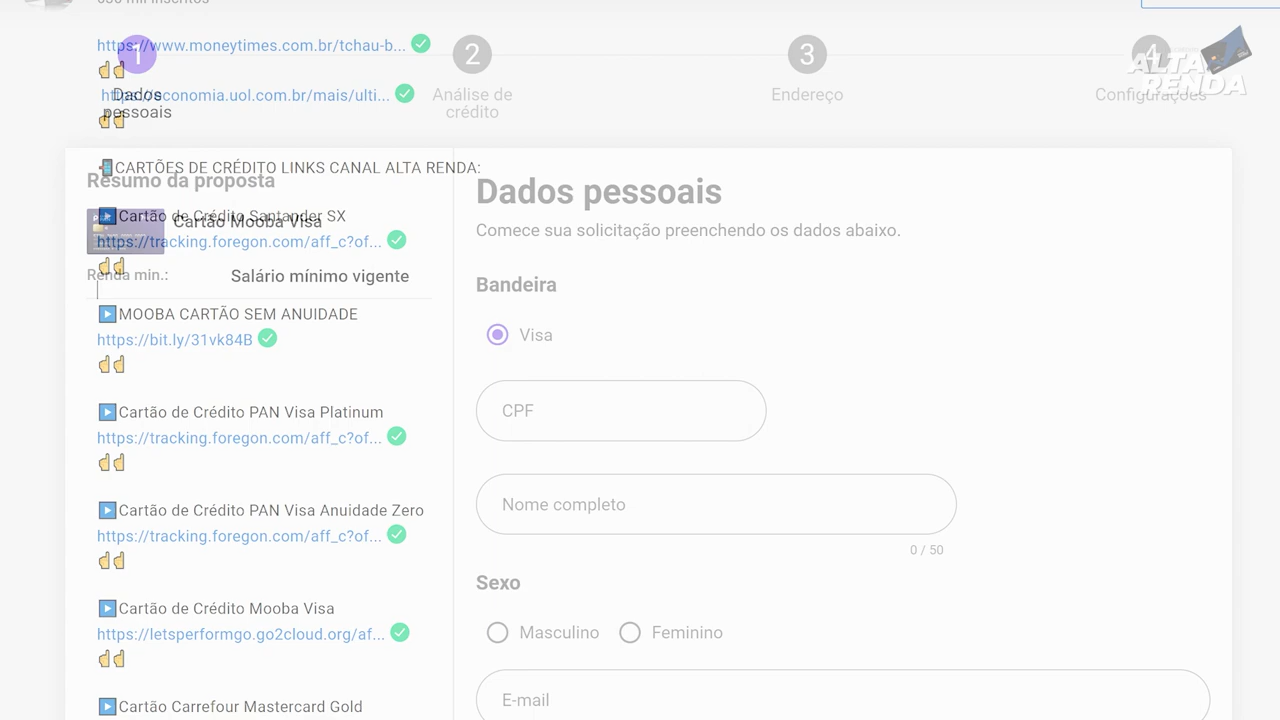 https://www.moneytimes.com.br/tchau-b...
1
2
3
4
ALTA
RENDA
https://economia.uol.com.br/mais/ulti...
Dados
pessoais
Análise de
crédito
Endereço
Configurações
CARTÕES DE CRÉDITO LINKS CANAL ALTA RENDA:
Resumo da proposta
Cartão de Crédito Santander SX
Cartão Mooba Visa
https://tracking.foregon.com/aff_c?of...
Renda min.:
Salário mínimo vigente
MOOBA CARTÃO SEM ANUIDADE
https://bit.ly/31vk84B
Cartão de Crédito PAN Visa Platinum
https://tracking.foregon.com/aff_c?of...
Cartão de Crédito PAN Visa Anuidade Zero
https://tracking.foregon.com/aff_c?of...
Cartão de Crédito Mooba Visa
https://letsperformgo.go2cloud.org/af...
Cartão Carrefour Mastercard Gold
Dados pessoais
Comece sua solicitação preenchendo os dados abaixo.
Bandeira
Visa
CPF
Nome completo
0 / 50
Sexo
Masculino
Feminino
E-mail